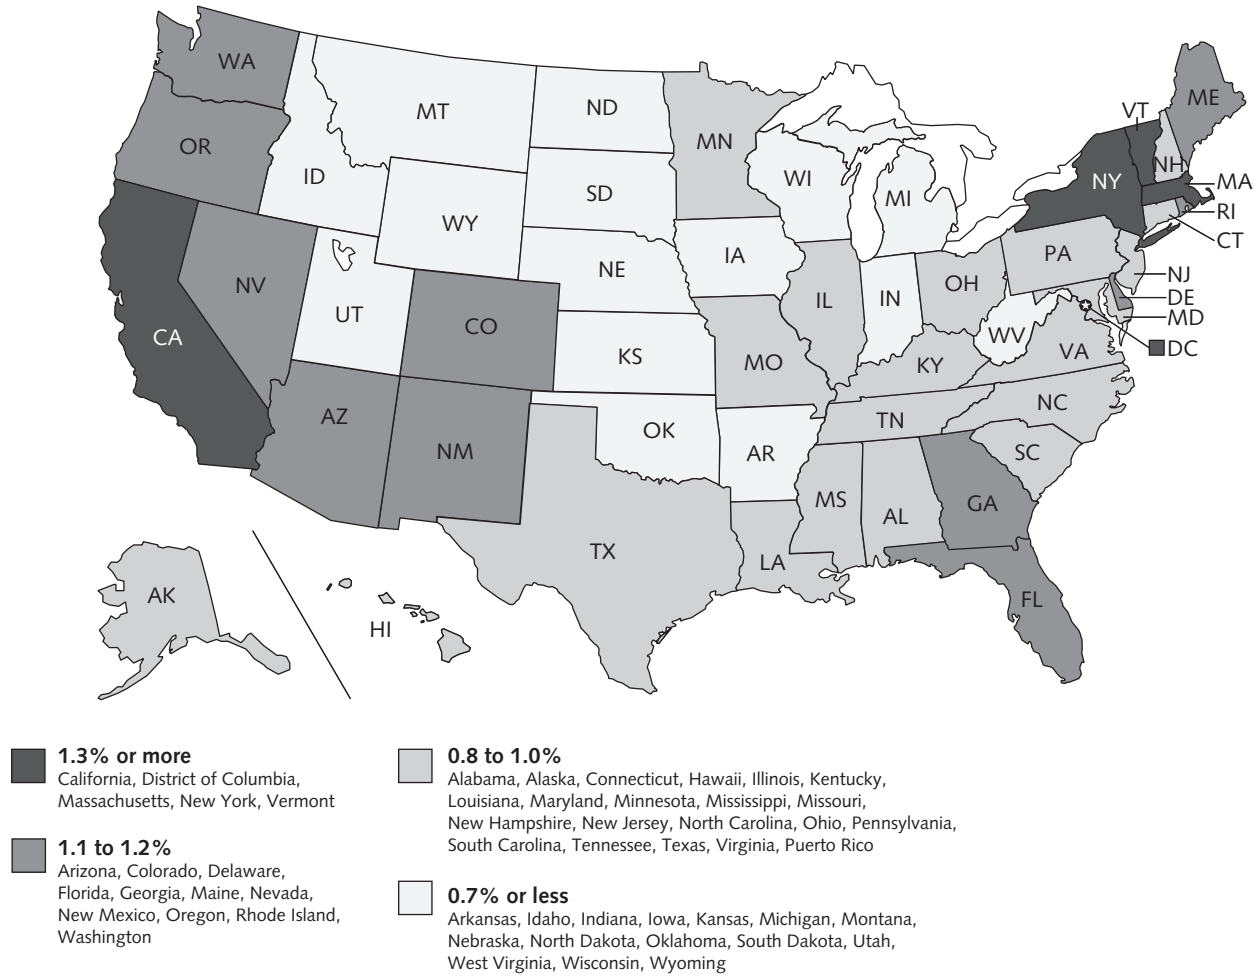 WA
ME
VT
MT
ND
OR
MN
NH
ID
WI
NY
MA
SD
MI
RI
WY
CT
PA
IA
NE
NJ
NV
OH
DE
IL
IN
UT
MD
CO
WV
CA
VA
DC
KS
MO
KY
NC
AZ
TN
OK
NM
AR
SC
MS
GA
AL
TX
LA
AK
FL
HI
1.3% or more
California, District of Columbia,
Massachusetts, New York, Vermont
1.1 to 1.2%
Arizona, Colorado, Delaware,
Florida, Georgia, Maine, Nevada,
New Mexico, Oregon, Rhode Island,
Washington
0.8 to 1.0%
Alabama, Alaska, Connecticut, Hawaii, Illinois, Kentucky,
Louisiana, Maryland, Minnesota, Mississippi, Missouri,
New Hampshire, New Jersey, North Carolina, Ohio, Pennsylvania,
South Carolina, Tennessee, Texas, Virginia, Puerto Rico
0.7% or less
Arkansas, Idaho, Indiana, Iowa, Kansas, Michigan, Montana,
Nebraska, North Dakota, Oklahoma, South Dakota, Utah,
West Virginia, Wisconsin, Wyoming